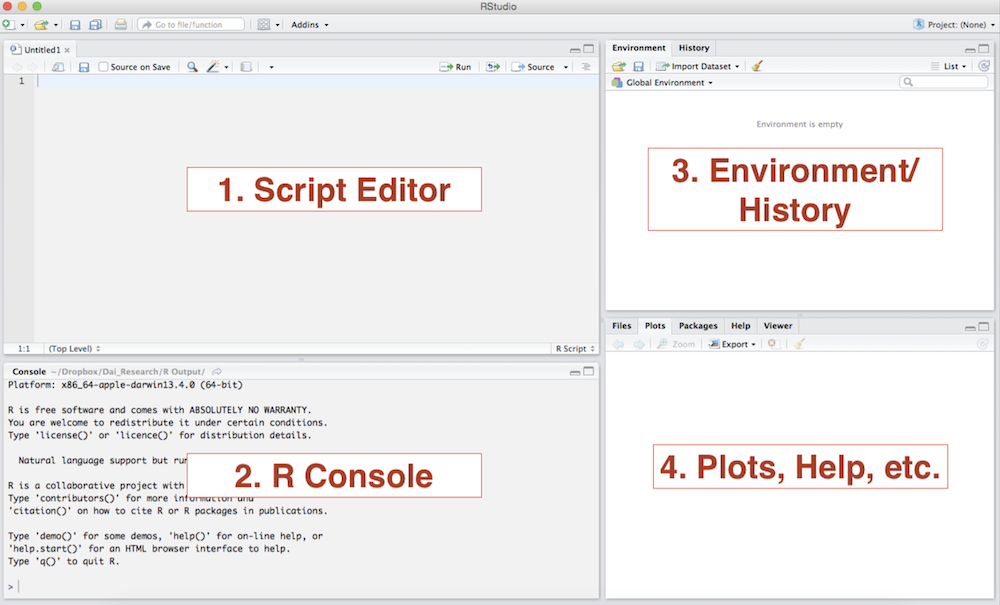 RStudio
Go to file/function
Addins
Project: (None)
Untitled1
Source on Save
Run
Source
1
1. Script Editor
1:1 (Top Level)
R Script
Console ~/Dropbox/Dai_Research/R Output/
Platform: x86_64-apple-darwin13.4.0 (64-bit)
R is free software and comes with ABSOLUTELY NO WARRANTY.
You are welcome to redistribute it under certain conditions.
Type 'license()' or 'licence()' for distribution details.
Natural language support but
2. R Console
R is a collaborative project with
Type 'contributors()' for more information and
'citation()' on how to cite R or R packages in publications.
Type 'demo()' for some demos, 'help()' for on-line help, or
'help.start()' for an HTML browser interface to help.
Type 'q()' to quit R.
>
Environment History
Import Dataset
List
Global Environment
Environment is empty
3. Environment/
History
Files Plots Packages Help Viewer
Zoom Export
4. Plots, Help, etc.